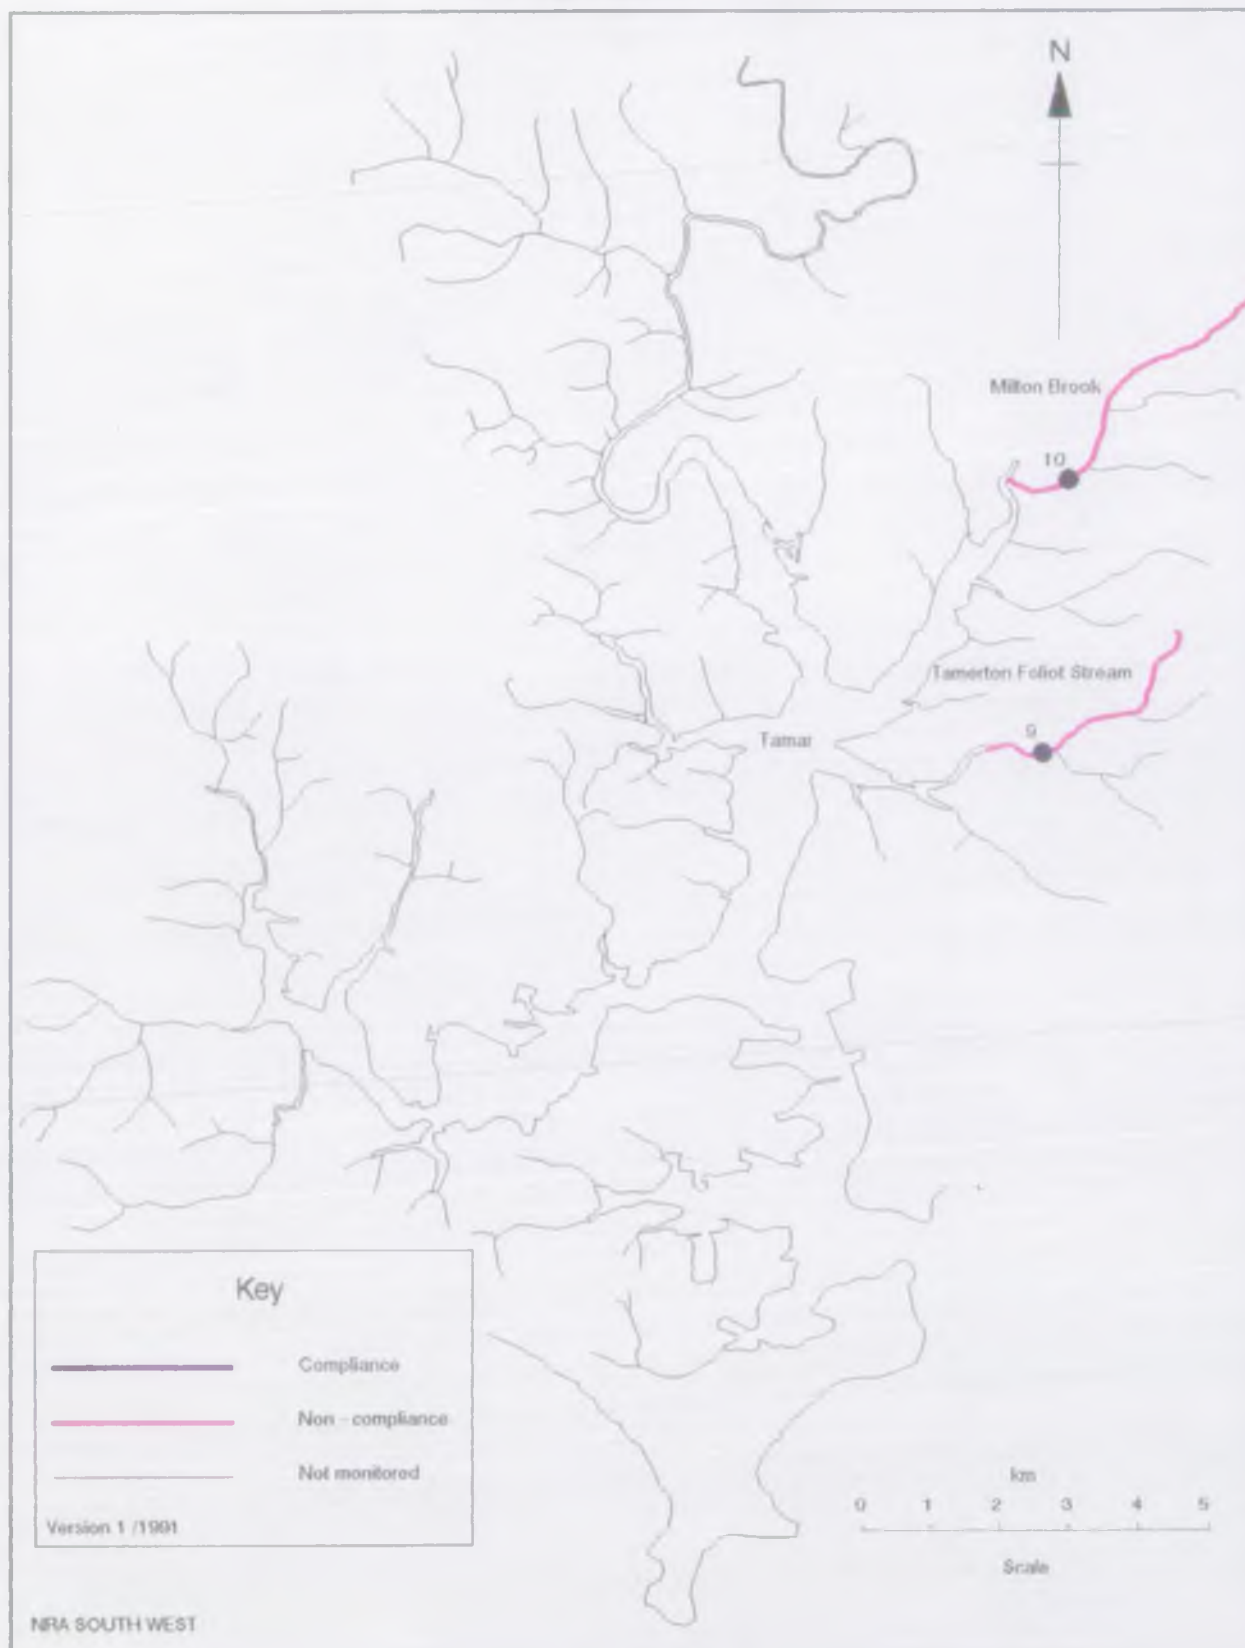 N
Milton Brook
10
Tamerton Foliot Stream
9
Tamar
Key
Compliance
Non - compliance
Not monitored
Version 1 /1991
km
0 1 2 3 4 5
Scale
NRA SOUTH WEST